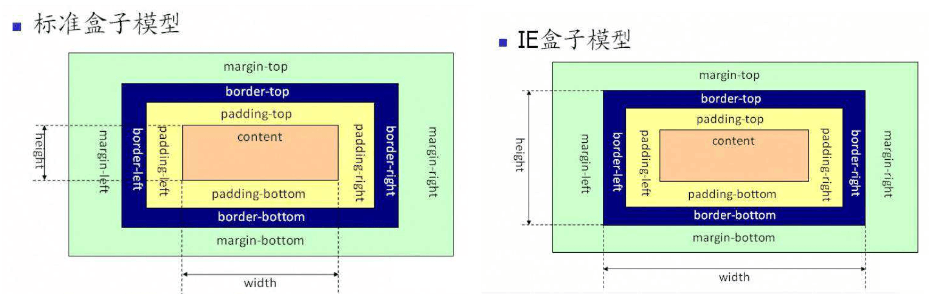 标准盒子模型
margin-top
border-top
padding-top
content
height
margin-left
border-left
padding-left
padding-right
border-right
margin-right
padding-bottom
border-bottom
margin-bottom
width
IE盒子模型
margin-top
border-top
padding-top
content
height
margin-left
border-left
padding-left
padding-right
border-right
margin-right
padding-bottom
border-bottom
margin-bottom
width